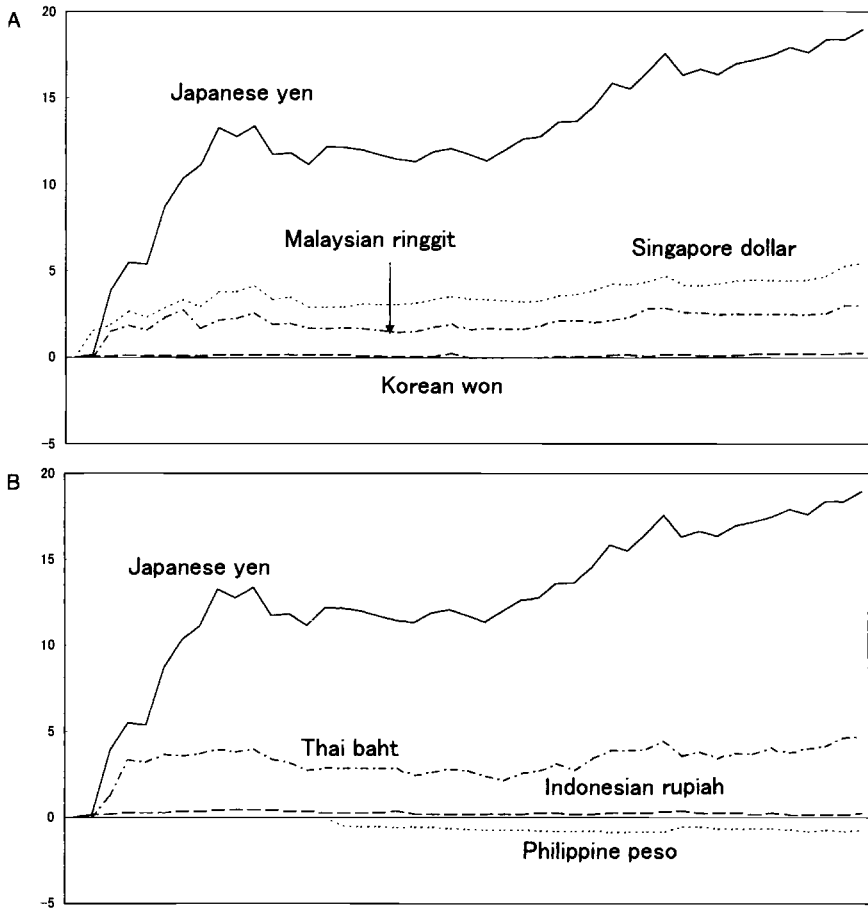 A
20
15
10
5
0
-5
Japanese yen
Malaysian ringgit
Singapore dollar
Korean won
B
20
15
10
5
0
-5
Japanese yen
Thai baht
Indonesian rupiah
Philippine peso